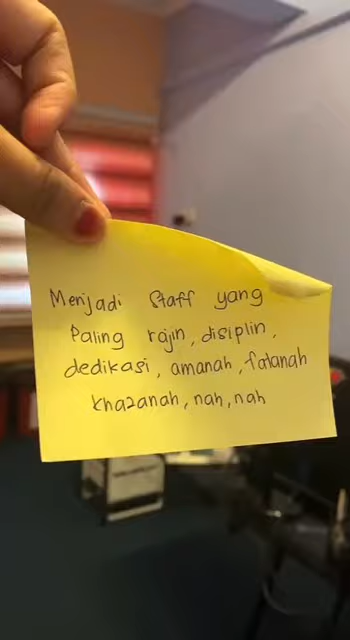 Menjadi Staff yang
Paling rajin, disiplin,
dedikasi, amanah, fatanah
khazanah, nah, nah